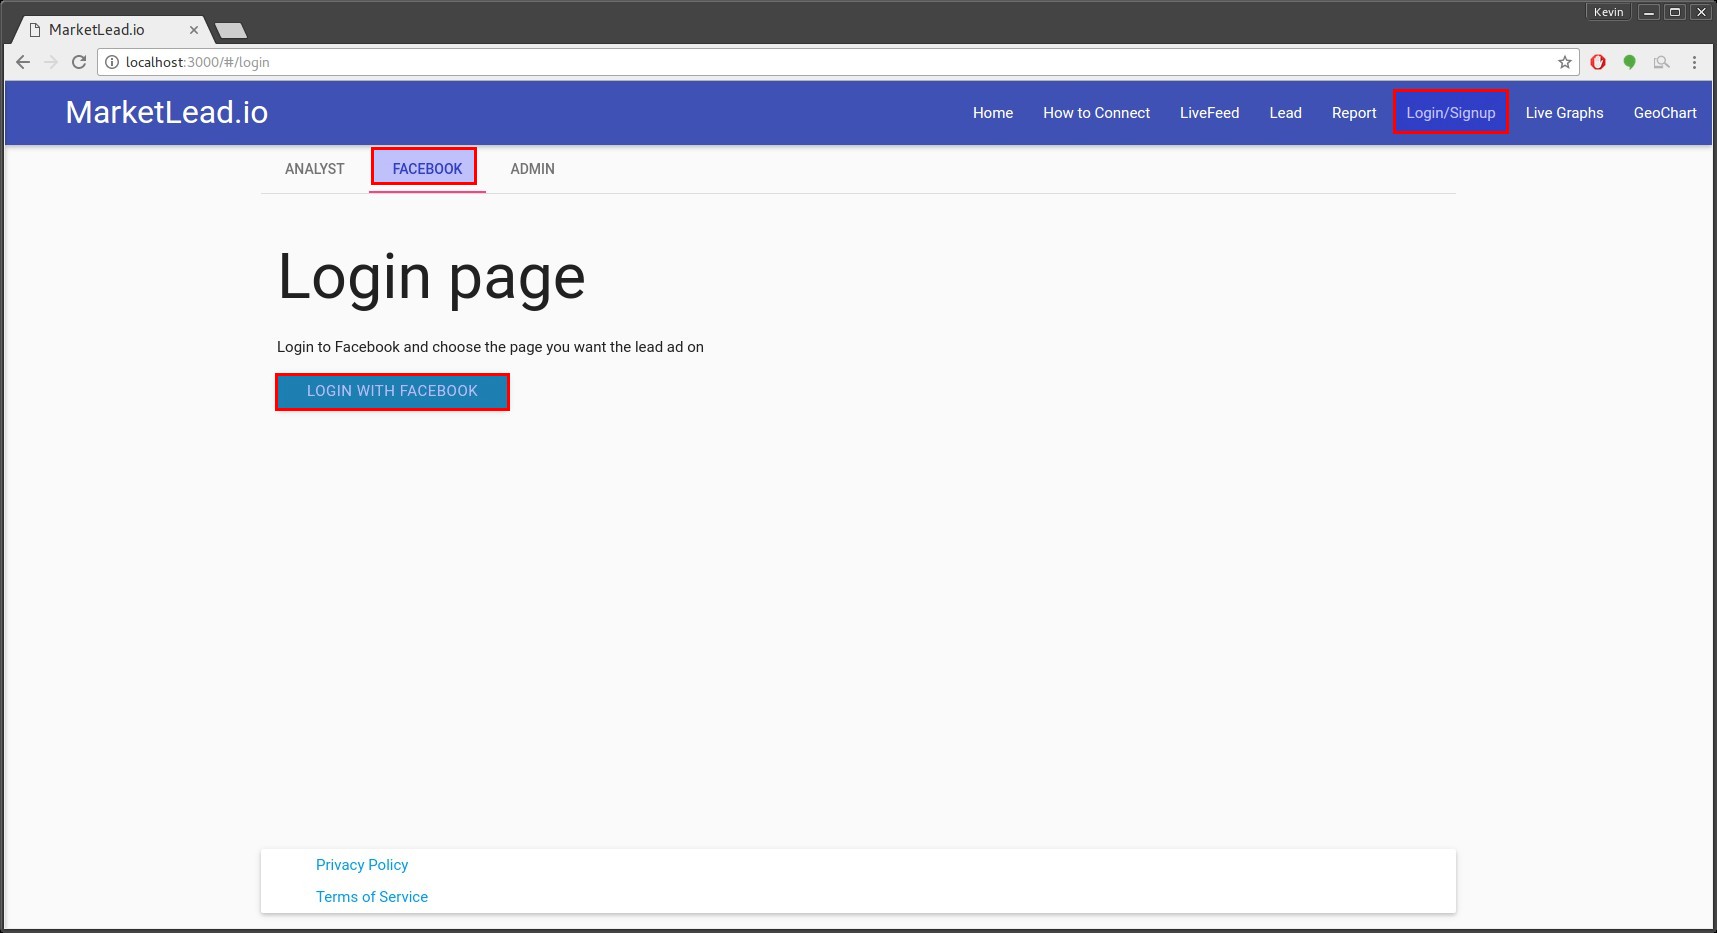 Kevin
MarketLead.io
localhost:3000/#/login
MarketLead.io Home How to Connect LiveFeed Lead Report Login/Signup Live Graphs GeoChart
ANALYST FACEBOOK ADMIN
Login page
Login to Facebook and choose the page you want the lead ad on
LOGIN WITH FACEBOOK
Privacy Policy
Terms of Service